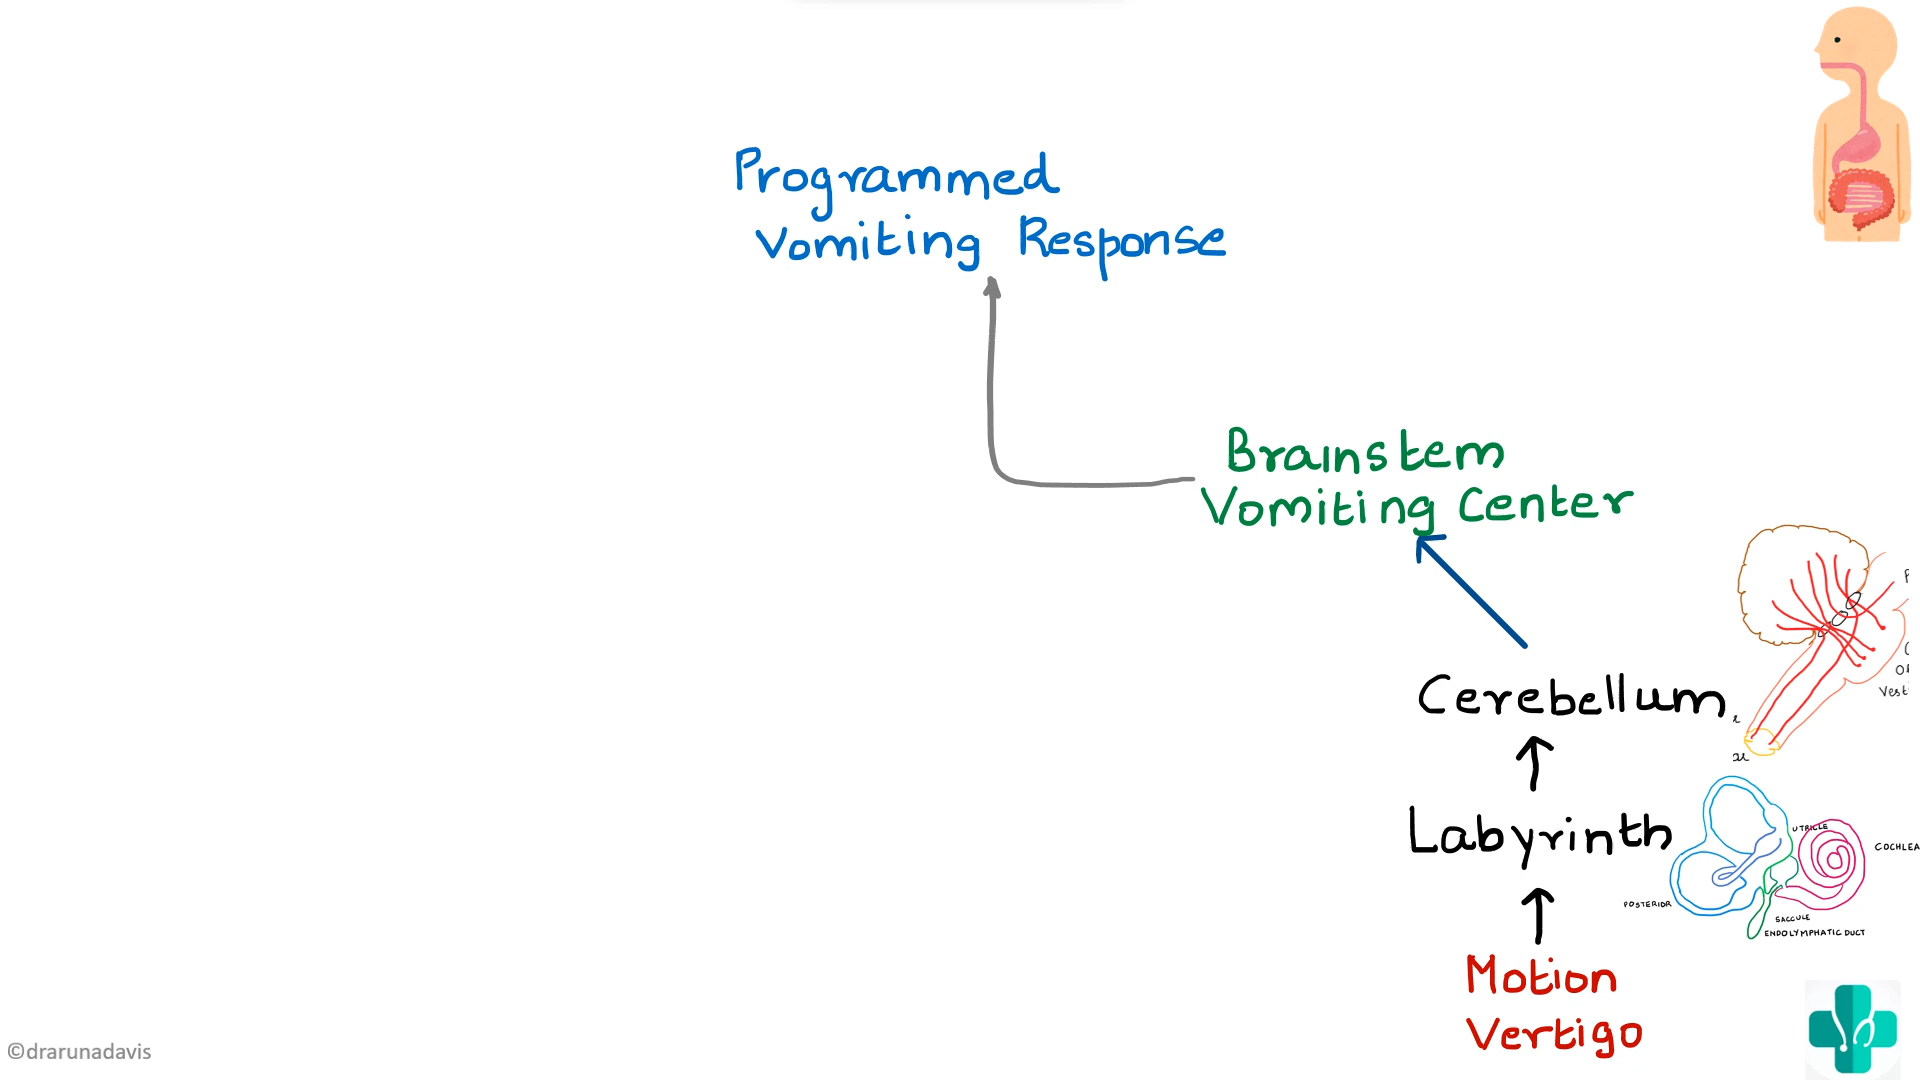 Programmed
Vomiting Response
Brainstem
Vomiting Center
Cerebellum
Labyrinth
UTRICLE
COCHLEA
POSTERIOR
SACCULE
ENDOLYMPHATIC DUCT
Motion
Vertigo
©drarunadavis